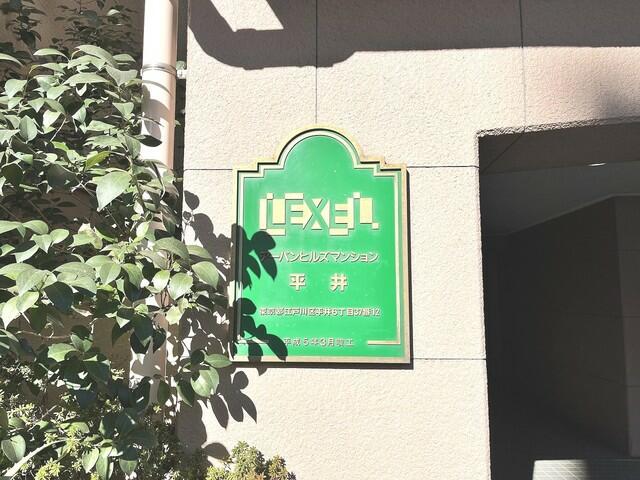 LEXEL
アーバンヒルズマンション
平井
東京都江戸川区平井6丁目37番12
平成5年3月竣工